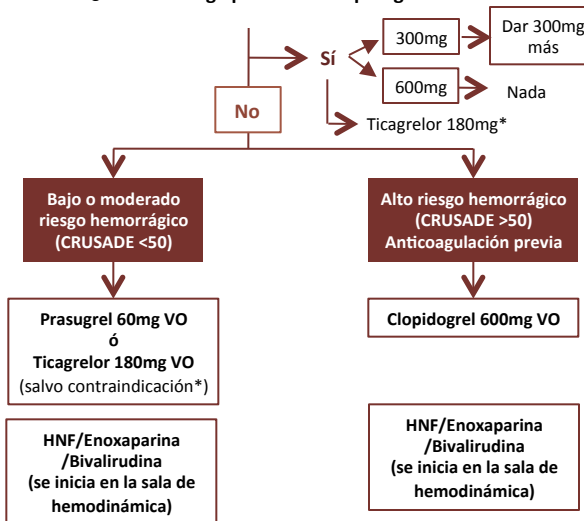 Sí
300mg
Dar 300mg
más
600mg
Nada
Ticagrelor 180mg*
No
Bajo o moderado
riesgo hemorrágico
(CRUSADE <50)
Alto riesgo hemorrágico
(CRUSADE >50)
Anticoagulación previa
Prasugrel 60mg VO
ó
Ticagrelor 180mg VO
(salvo contraindicación*)
Clopidogrel 600mg VO
HNF/Enoxaparina
/Bivalirudina
(se inicia en la sala de
hemodinámica)
HNF/Enoxaparina
/Bivalirudina
(se inicia en la sala de
hemodinámica)